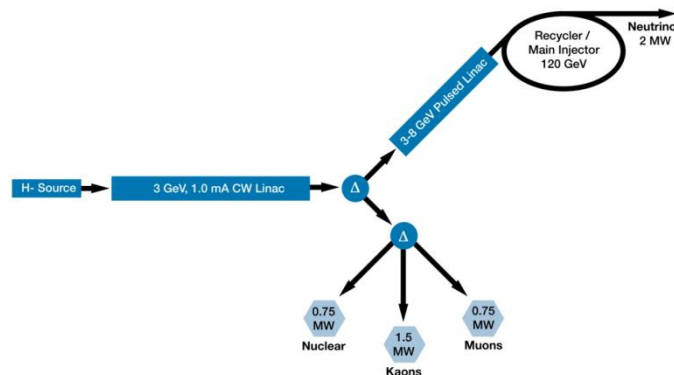 Neutrino
2 MW
Recycler /
Main Injector
120 GeV
3-8 GeV Pulsed Linac
H- Source
3 GeV, 1.0 mA CW Linac
Δ
Δ
0.75
MW
Nuclear
1.5
MW
Kaons
0.75
MW
Muons